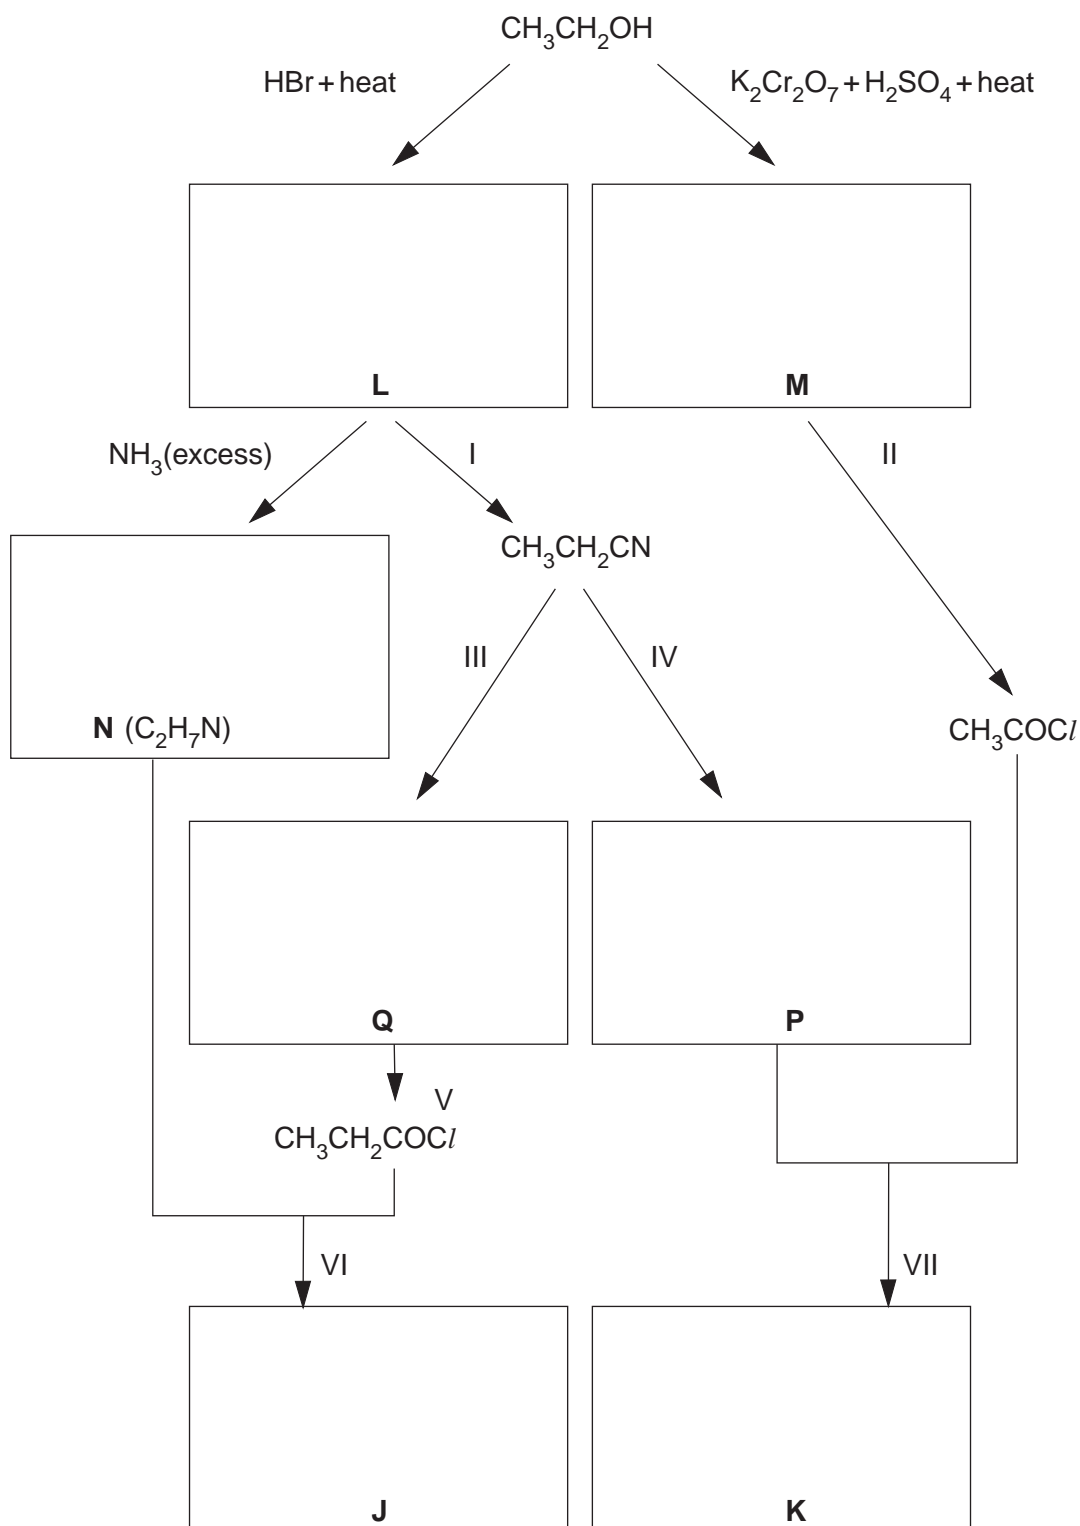 CH₃CH₂OH
HBr + heat
K₂Cr₂O₇ + H₂SO₄ + heat
L
M
NH₃(excess)
I
II
CH₃CH₂CN
III
IV
N (C₂H₇N)
CH₃COCl
Q
P
V
CH₃CH₂COCl
VI
VII
J
K